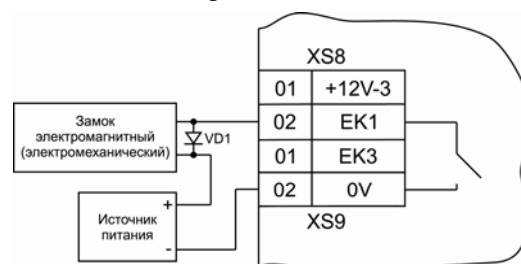 XS8
01 +12V-3
02 EK1
01 EK3
02 0V
XS9
Замок
электромагнитный
(электромеханический)
VD1
Источник
питания
+
-